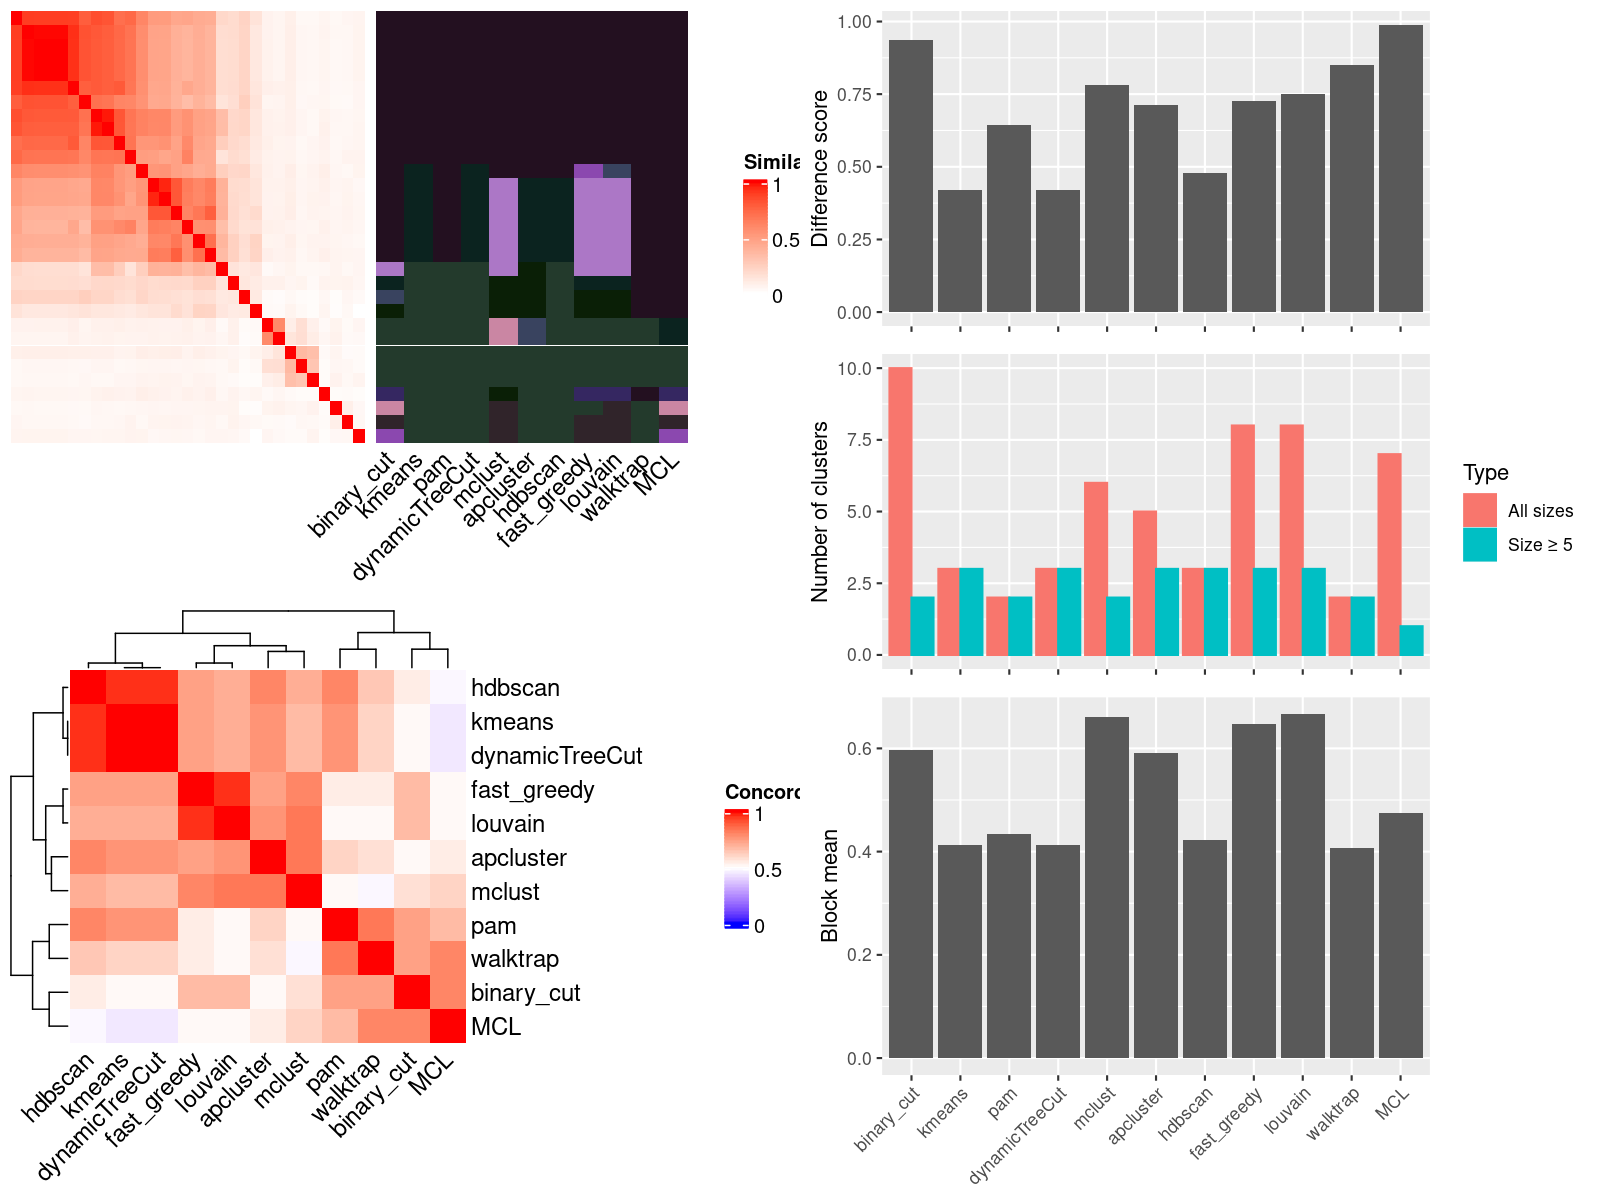 Simila
1
0.5
0
binary_cut
kmeans
pam
dynamicTreeCut
mclust
apcluster
hdbscan
fast_greedy
louvain
walktrap
MCL
hdbscan
kmeans
dynamicTreeCut
fast_greedy
louvain
apcluster
mclust
pam
walktrap
binary_cut
MCL
hdbscan
kmeans
dynamicTreeCut
fast_greedy
louvain
apcluster
mclust
pam
walktrap
binary_cut
MCL
Concord
1
0.5
0
Difference score
1.00
0.75
0.50
0.25
0.00
Number of clusters
10.0
7.5
5.0
2.5
0.0
Type
All sizes
Size ≥ 5
Block mean
0.6
0.4
0.2
0.0
binary_cut
kmeans
pam
dynamicTreeCut
mclust
apcluster
hdbscan
fast_greedy
louvain
walktrap
MCL